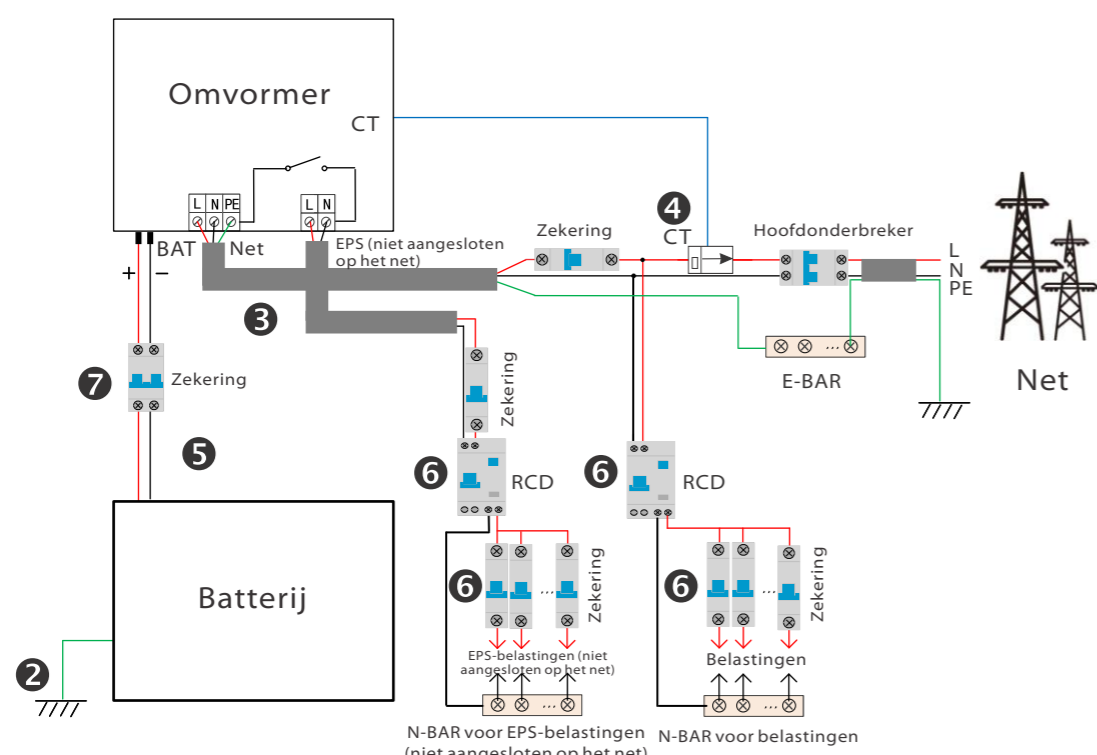 Omvormer
CT
L N PE
L N
BAT
Net
EPS (niet aangesloten
op het net)
+
−
Zekering
4
CT
Hoofdonderbreker
L
N
PE
3
E-BAR
Net
7
Zekering
Zekering
5
6
RCD
6
RCD
Batterij
6
...
Zekering
6
...
Zekering
2
EPS-belastingen (niet
aangesloten op het net)
Belastingen
...
...
...
N-BAR voor EPS-belastingen
(niet aangesloten op het net)
N-BAR voor belastingen